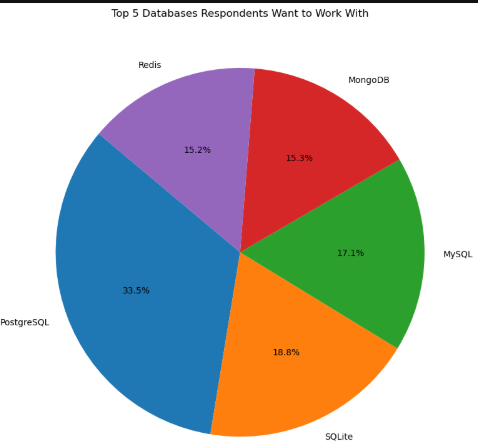 Top 5 Databases Respondents Want to Work With
Redis
MongoDB
15.2%
15.3%
MySQL
17.1%
33.5%
PostgreSQL
18.8%
SQLite